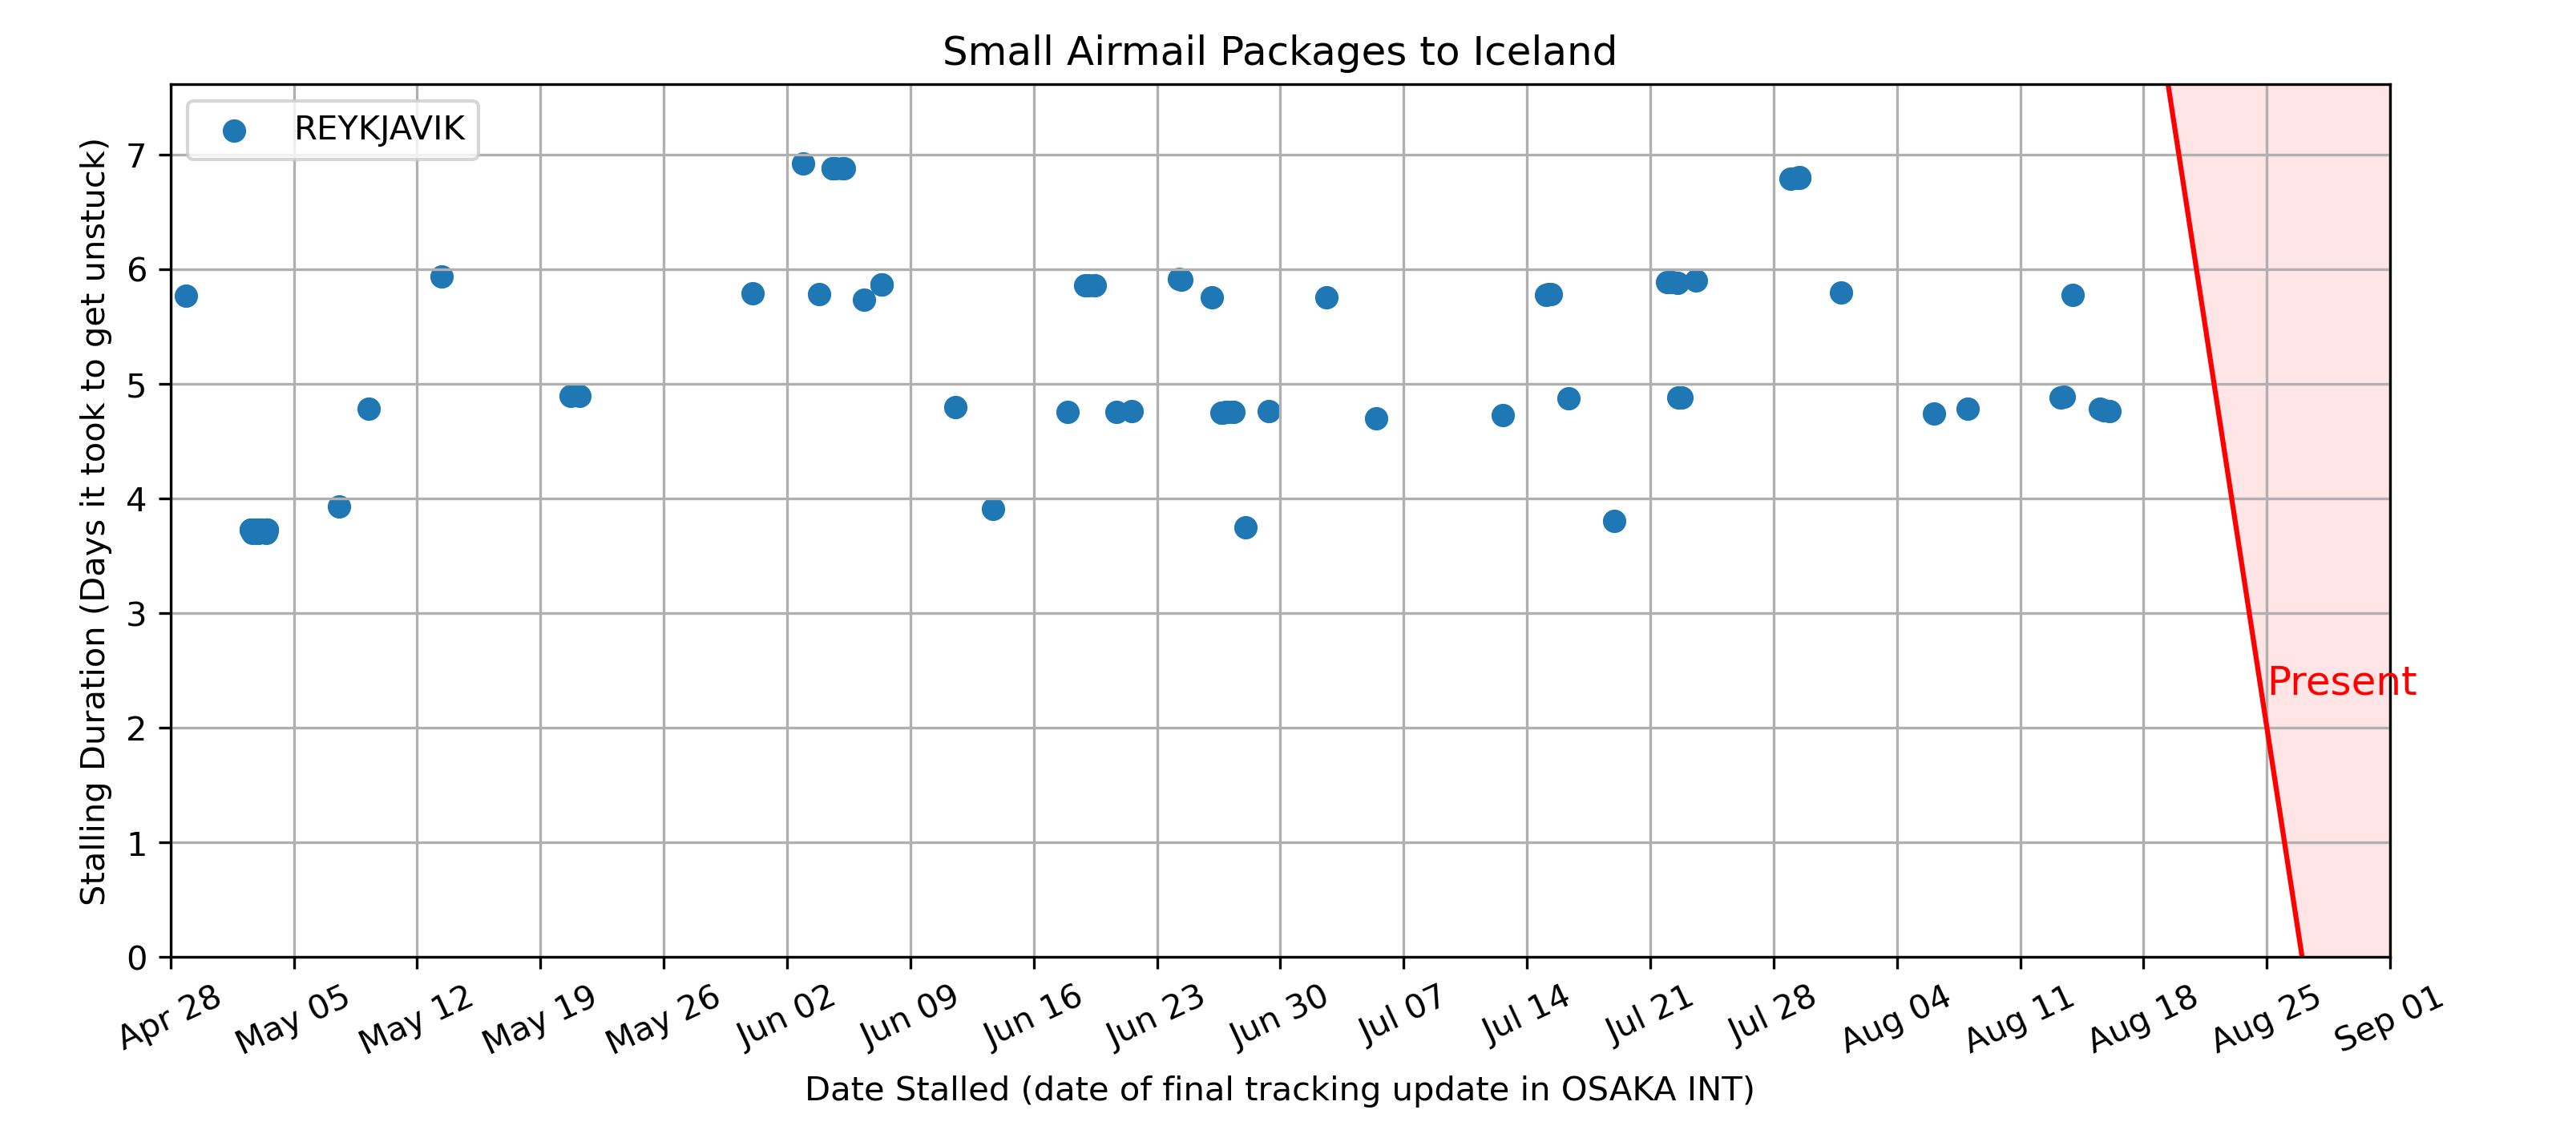 Small Airmail Packages to Iceland
REYKJAVIK
Stalling Duration (Days it took to get unstuck)
7
6
5
4
3
2
1
0
Present
Apr 28
May 05
May 12
May 19
May 26
Jun 02
Jun 09
Jun 16
Jun 23
Jun 30
Jul 07
Jul 14
Jul 21
Jul 28
Aug 04
Aug 11
Aug 18
Aug 25
Sep 01
Date Stalled (date of final tracking update in OSAKA INT)